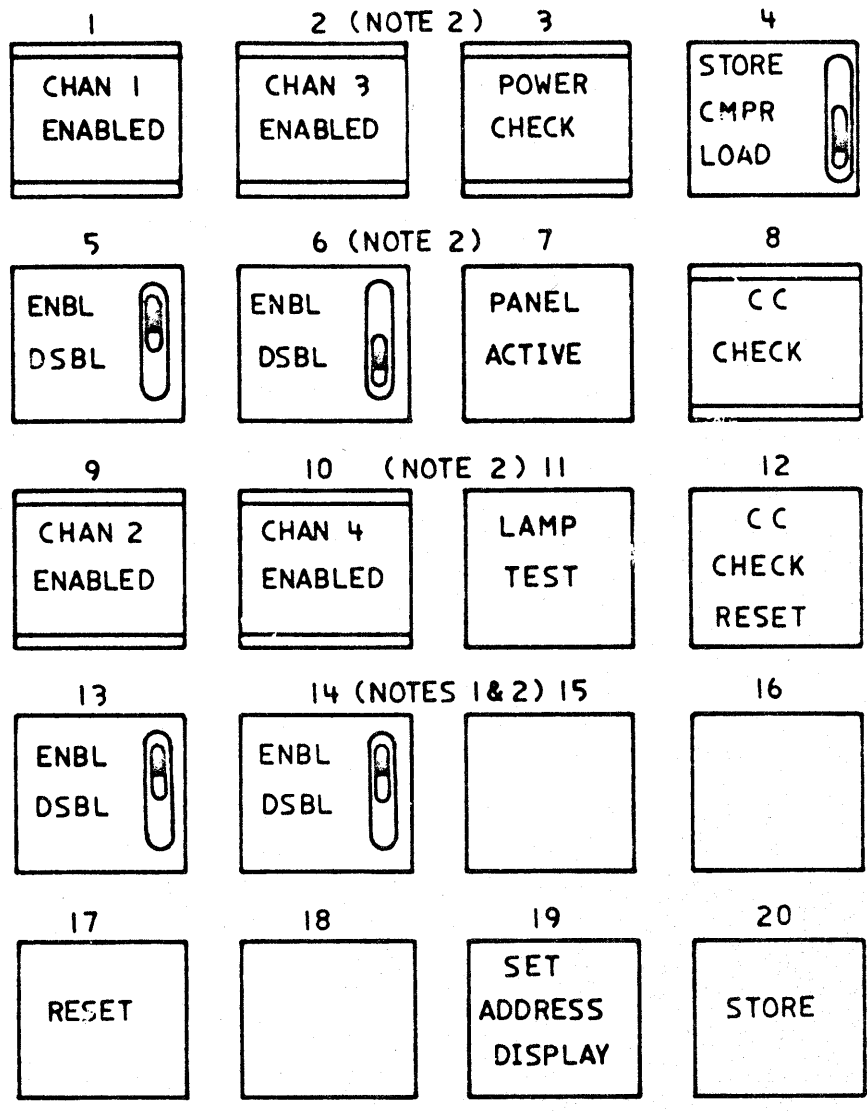 1 2 (NOTE 2) 3 4
CHAN 1
ENABLED
CHAN 3
ENABLED
POWER
CHECK
STORE
CMPR
LOAD
5 6 (NOTE 2) 7 8
ENBL
DSBL
ENBL
DSBL
PANEL
ACTIVE
CC
CHECK
9 10 (NOTE 2) 11 12
CHAN 2
ENABLED
CHAN 4
ENABLED
LAMP
TEST
CC
CHECK
RESET
13 14 (NOTES 1&2) 15 16
ENBL
DSBL
ENBL
DSBL
17 18 19 20
RESET
SET
ADDRESS
DISPLAY
STORE